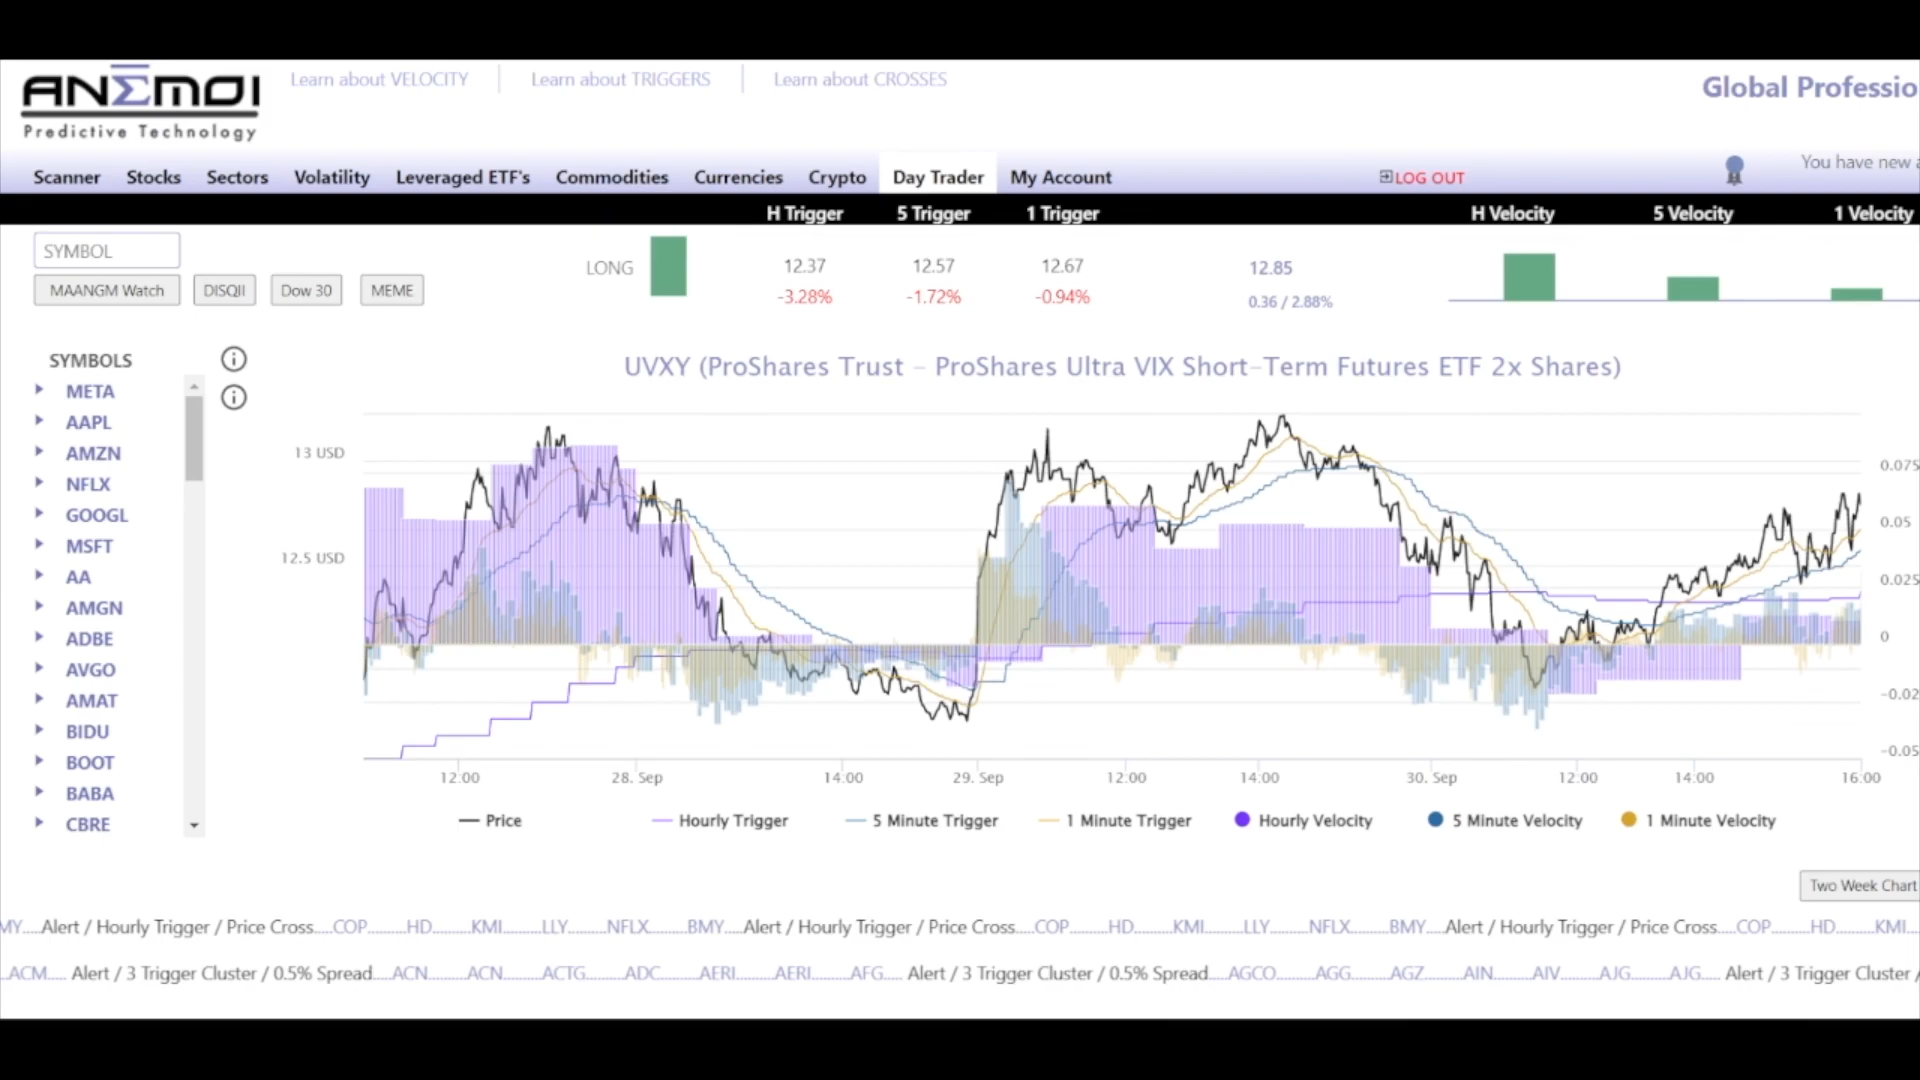 ANΣMOI
Predictive Technology
Learn about VELOCITY
Learn about TRIGGERS
Learn about CROSSES
Global Professio
You have new a
Scanner Stocks Sectors Volatility Leveraged ETF's Commodities Currencies Crypto Day Trader My Account LOG OUT
H Trigger 5 Trigger 1 Trigger H Velocity 5 Velocity 1 Velocity
SYMBOL
LONG 12.37 12.57 12.67 12.85
MAANGM Watch DISQII Dow 30 MEME
-3.28% -1.72% -0.94% 0.36 / 2.88%
UVXY (ProShares Trust - ProShares Ultra VIX Short-Term Futures ETF 2x Shares)
SYMBOLS
META
AAPL
AMZN
NFLX
GOOGL
MSFT
AA
AMGN
ADBE
AVGO
AMAT
BIDU
BOOT
BABA
CBRE
13 USD
12.5 USD
0.075
0.05
0.025
0
-0.02
-0.05
12:00 28. Sep 14:00 29. Sep 12:00 14:00 30. Sep 12:00 14:00 16:00
Price Hourly Trigger 5 Minute Trigger 1 Minute Trigger Hourly Velocity 5 Minute Velocity 1 Minute Velocity
Two Week Chart
MY.....Alert / Hourly Trigger / Price Cross.....COP..........HD..........KMI..........LLY..........NFLX..........BMY.....Alert / Hourly Trigger / Price Cross.....COP..........HD..........KMI..........LLY..........NFLX..........BMY.....Alert / Hourly Trigger / Price Cross.....COP..........HD..........KMI....
ACM..... Alert / 3 Trigger Cluster / 0.5% Spread.....ACN..........ACN..........ACTG..........ADC..........AERI..........AERI..........AFG..... Alert / 3 Trigger Cluster / 0.5% Spread.....AGCO..........AGG..........AGZ..........AIN..........AIV..........AJG..........AJG..... Alert / 3 Trigger Cluster /